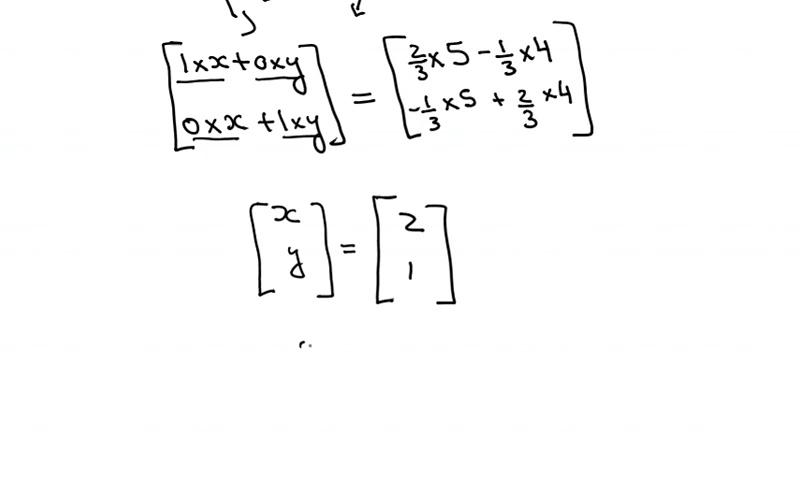 [1×x+0×y] = [2/3×5 - 1/3×4]
[0×x+1×y] [-1/3×5 + 2/3×4]
[x] = [2]
[y] [1]